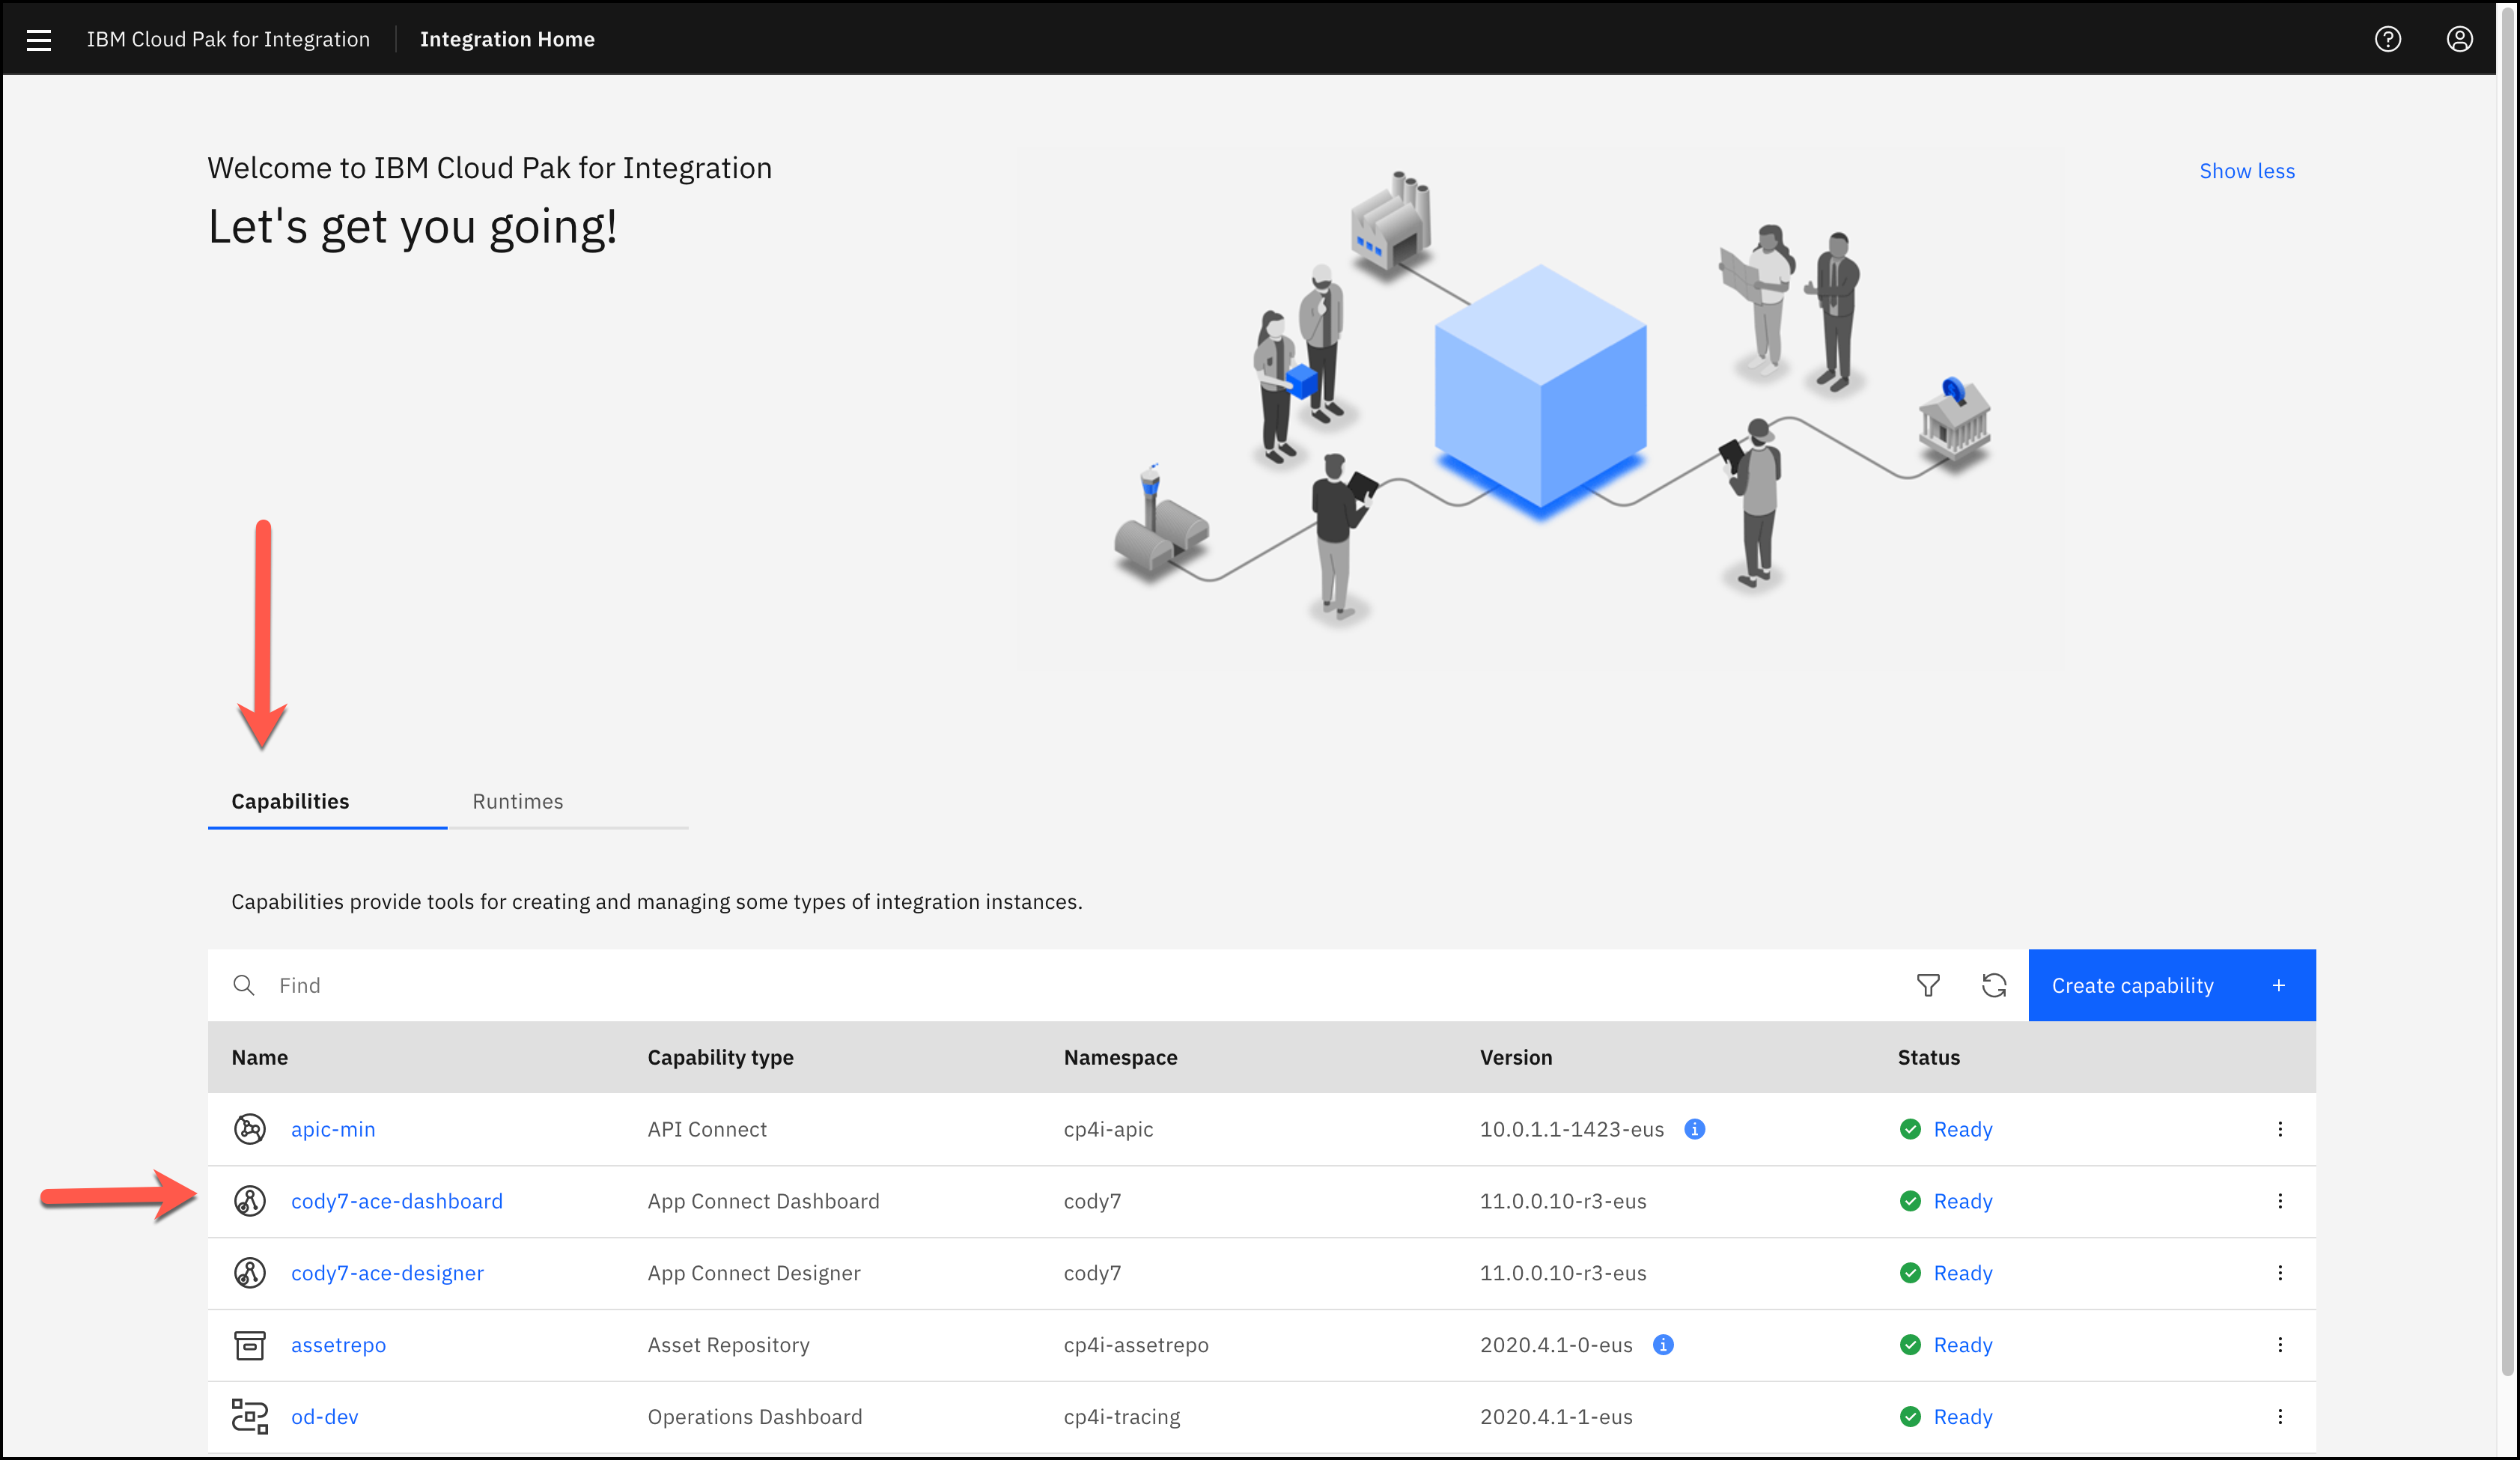 IBM Cloud Pak for Integration | Integration Home
Welcome to IBM Cloud Pak for Integration
Show less
Let's get you going!
Capabilities Runtimes
Capabilities provide tools for creating and managing some types of integration instances.
Find Create capability +
Name Capability type Namespace Version Status
apic-min API Connect cp4i-apic 10.0.1.1-1423-eus Ready
cody7-ace-dashboard App Connect Dashboard cody7 11.0.0.10-r3-eus Ready
cody7-ace-designer App Connect Designer cody7 11.0.0.10-r3-eus Ready
assetrepo Asset Repository cp4i-assetrepo 2020.4.1-0-eus Ready
od-dev Operations Dashboard cp4i-tracing 2020.4.1-1-eus Ready